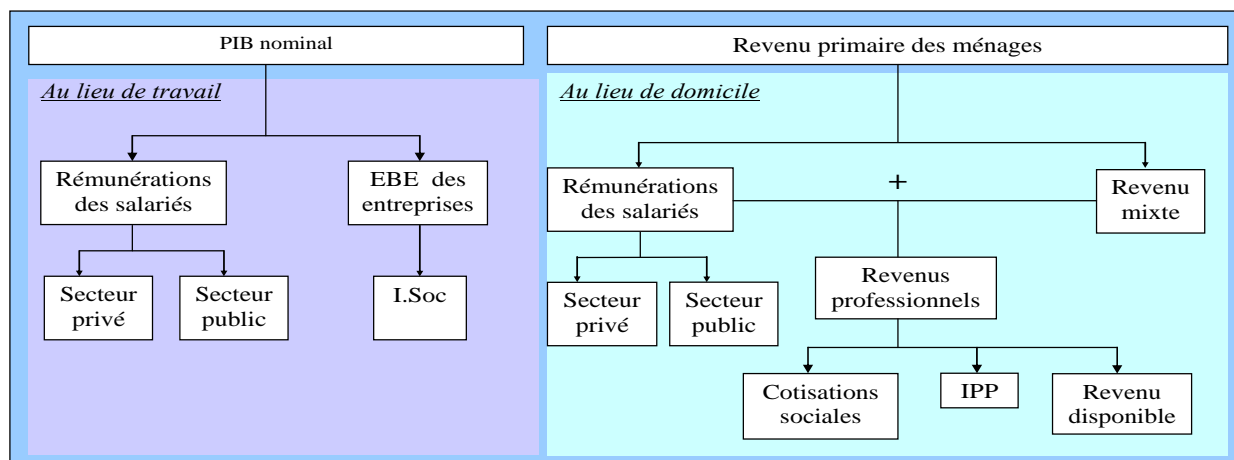 PIB nominal
Au lieu de travail
Rémunérations
des salariés
EBE des
entreprises
Secteur
privé
Secteur
public
I.Soc
Revenu primaire des ménages
Au lieu de domicile
Rémunérations
des salariés
+
Revenu
mixte
Secteur
privé
Secteur
public
Revenus
professionnels
Cotisations
sociales
IPP
Revenu
disponible